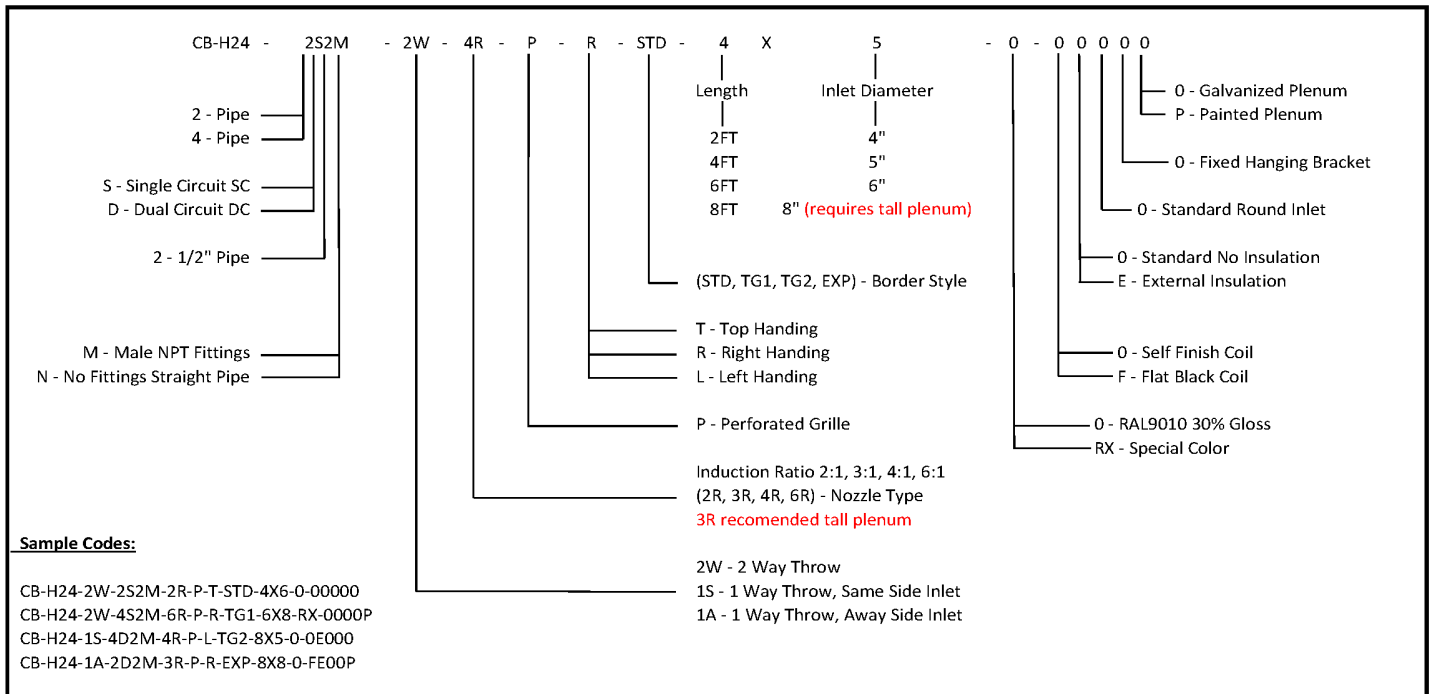 CB-H24 - 2S2M - 2W - 4R - P - R - STD - 4 X 5 - 0 - 0 0 0 0 0
Length
Inlet Diameter
2FT 4"
4FT 5"
6FT 6"
8FT 8" (requires tall plenum)
2 - Pipe
4 - Pipe
S - Single Circuit SC
D - Dual Circuit DC
2 - 1/2" Pipe
M - Male NPT Fittings
N - No Fittings Straight Pipe
(STD, TG1, TG2, EXP) - Border Style
T - Top Handing
R - Right Handing
L - Left Handing
P - Perforated Grille
Induction Ratio 2:1, 3:1, 4:1, 6:1
(2R, 3R, 4R, 6R) - Nozzle Type
3R recomended tall plenum
2W - 2 Way Throw
1S - 1 Way Throw, Same Side Inlet
1A - 1 Way Throw, Away Side Inlet
0 - Galvanized Plenum
P - Painted Plenum
0 - Fixed Hanging Bracket
0 - Standard Round Inlet
0 - Standard No Insulation
E - External Insulation
0 - Self Finish Coil
F - Flat Black Coil
0 - RAL9010 30% Gloss
RX - Special Color
Sample Codes:
CB-H24-2W-2S2M-2R-P-T-STD-4X6-0-00000
CB-H24-2W-4S2M-6R-P-R-TG1-6X8-RX-0000P
CB-H24-1S-4D2M-4R-P-L-TG2-8X5-0-0E000
CB-H24-1A-2D2M-3R-P-R-EXP-8X8-0-FE00P